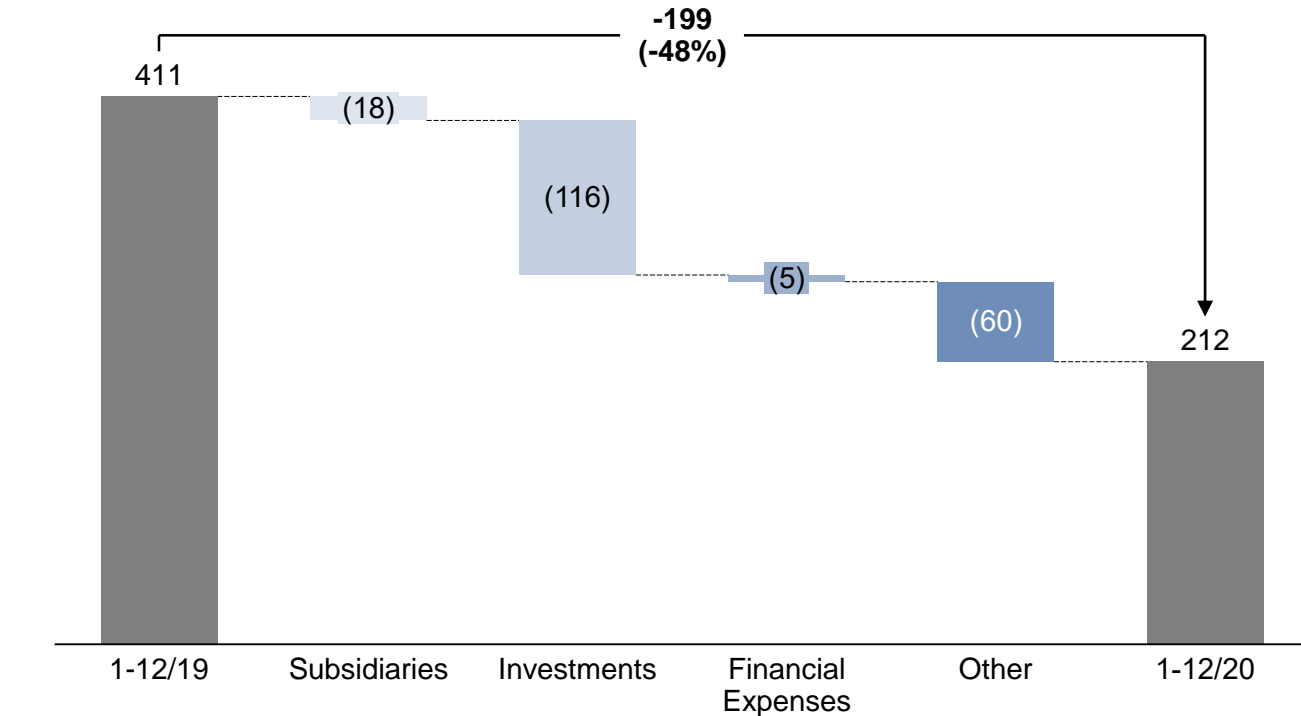 -199
(-48%)
411
(18)
(116)
(5)
(60)
212
1-12/19
Subsidiaries
Investments
Financial
Expenses
Other
1-12/20